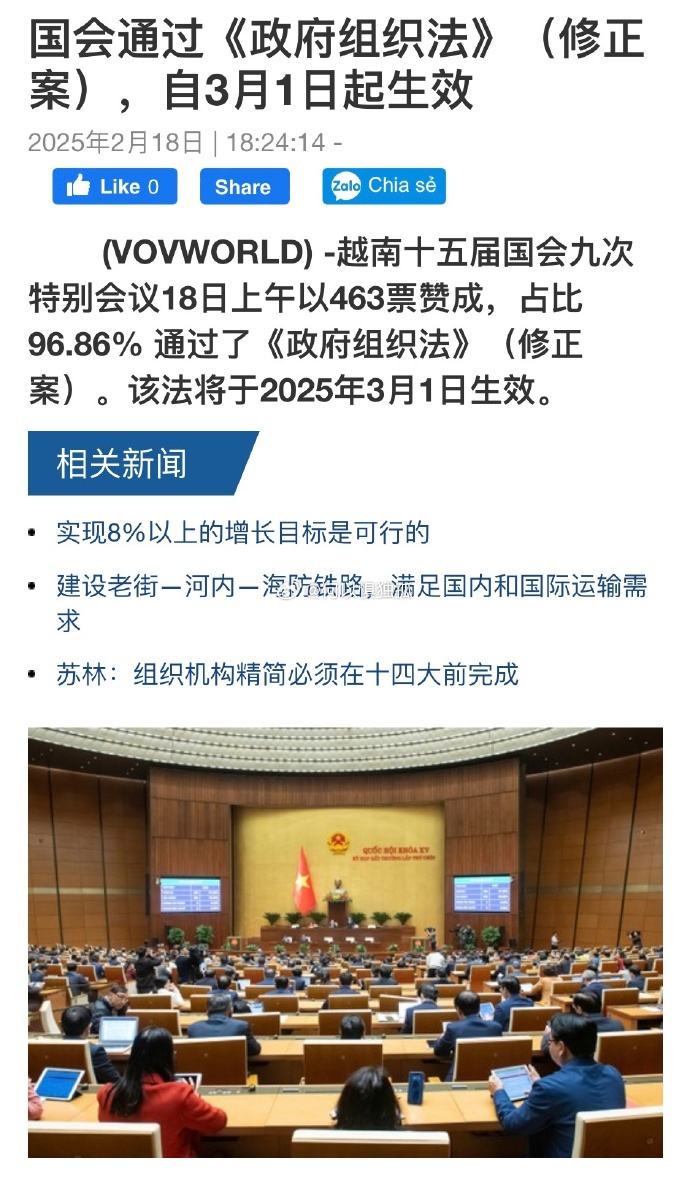 国会通过《政府组织法》（修正
案），自3月1日起生效
2025年2月18日 | 18:24:14 -
Like 0
Share
Zalo Chia sẻ
(VOVWORLD) -越南十五届国会九次
特别会议18日上午以463票赞成，占比
96.86% 通过了《政府组织法》（修正
案）。该法将于2025年3月1日生效。
相关新闻
• 实现8%以上的增长目标是可行的
• 建设老街—河内—海防铁路，满足国内和国际运输需
求
• 苏林：组织机构精简必须在十四大前完成
QUỐC HỘI KHÓA XV
KỲ HỌP BẤT THƯỜNG LẦN THỨ CHÍN